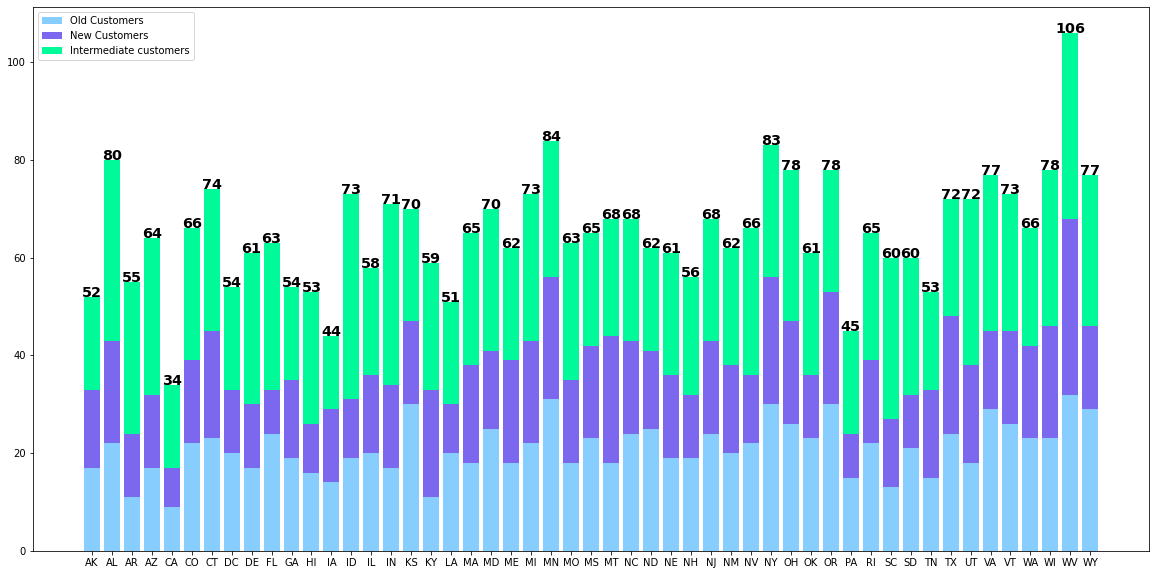 Old Customers
New Customers
Intermediate customers
100
80
60
40
20
0
52 80 55 64 34 66 74 54 61 63 54 53 44 73 58 71 70 59 51 65 70 62 73 84 63 65 68 68 62 61 56 68 62 66 83 78 61 78 45 65 60 60 53 72 72 77 73 66 78 106 77
AK AL AR AZ CA CO CT DC DE FL GA HI IA ID IL IN KS KY LA MA MD ME MI MN MO MS MT NC ND NE NH NJ NM NV NY OH OK OR PA RI SC SD TN TX UT VA VT WA WI WV WY